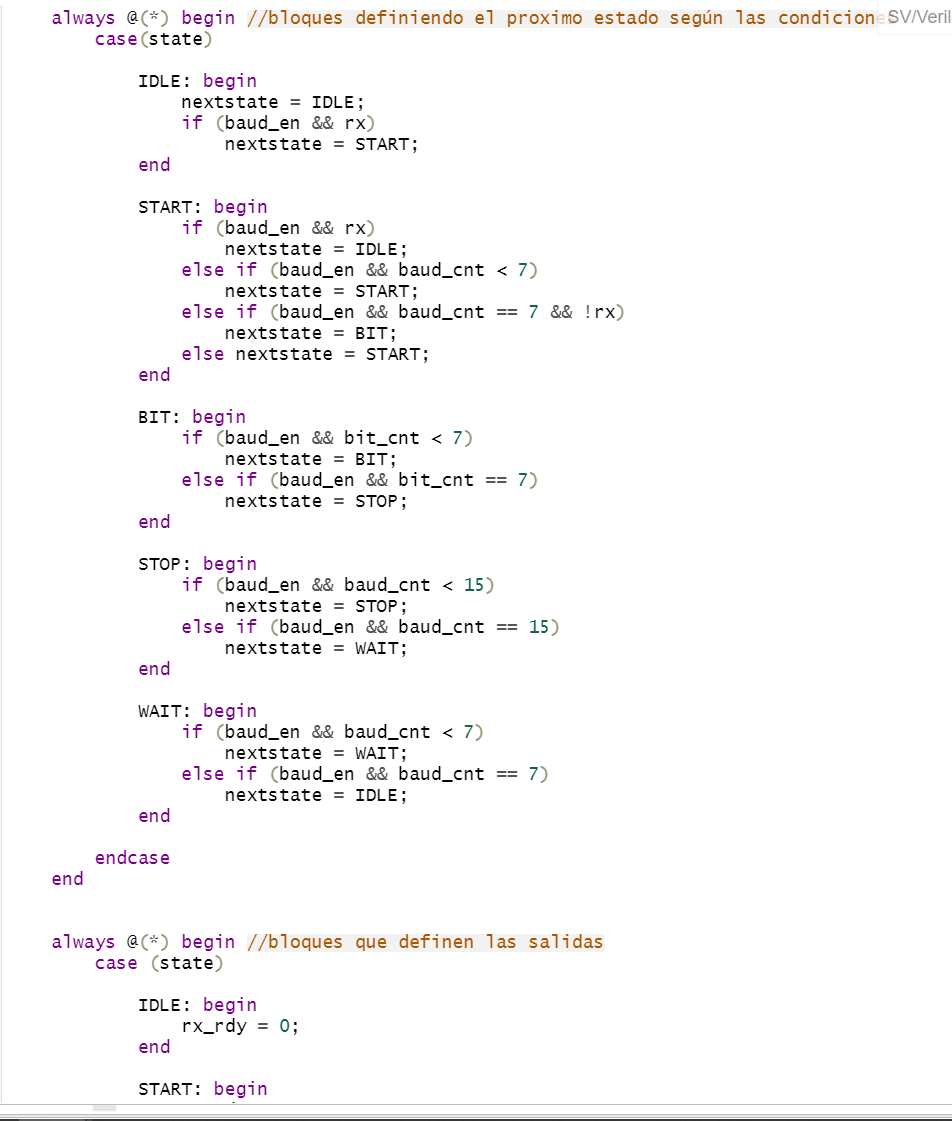 always @(*) begin //bloques definiendo el proximo estado según las condiciones
SV/Veril
case(state)
IDLE: begin
nextstate = IDLE;
if (baud_en && rx)
nextstate = START;
end
START: begin
if (baud_en && rx)
nextstate = IDLE;
else if (baud_en && baud_cnt < 7)
nextstate = START;
else if (baud_en && baud_cnt == 7 && !rx)
nextstate = BIT;
else nextstate = START;
end
BIT: begin
if (baud_en && bit_cnt < 7)
nextstate = BIT;
else if (baud_en && bit_cnt == 7)
nextstate = STOP;
end
STOP: begin
if (baud_en && baud_cnt < 15)
nextstate = STOP;
else if (baud_en && baud_cnt == 15)
nextstate = WAIT;
end
WAIT: begin
if (baud_en && baud_cnt < 7)
nextstate = WAIT;
else if (baud_en && baud_cnt == 7)
nextstate = IDLE;
end
endcase
end
always @(*) begin //bloques que definen las salidas
case (state)
IDLE: begin
rx_rdy = 0;
end
START: begin